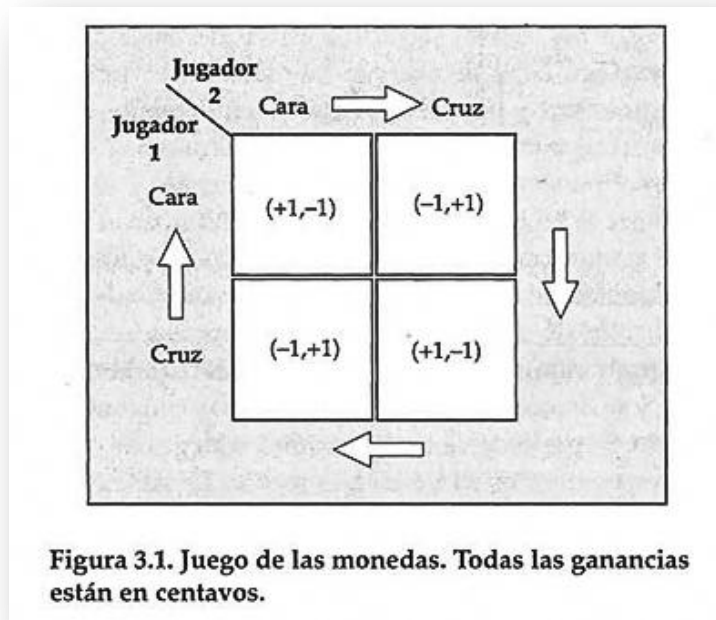 Jugador
2
Cara Cruz
Jugador
1
Cara
(+1,–1) (–1,+1)
Cruz
(–1,+1) (+1,–1)
Figura 3.1. Juego de las monedas. Todas las ganancias
están en centavos.